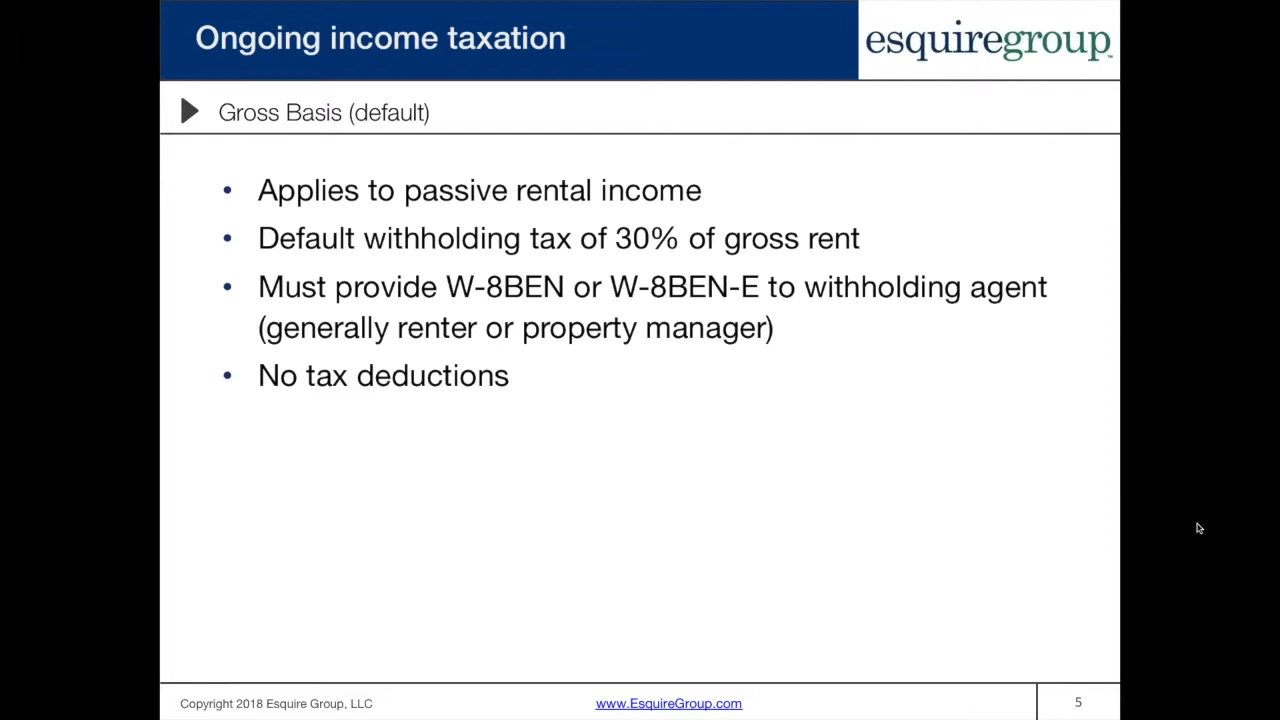 Ongoing income taxation
esquiregroup™
Gross Basis (default)
• Applies to passive rental income
• Default withholding tax of 30% of gross rent
• Must provide W-8BEN or W-8BEN-E to withholding agent
(generally renter or property manager)
• No tax deductions
Copyright 2018 Esquire Group, LLC
www.EsquireGroup.com
5